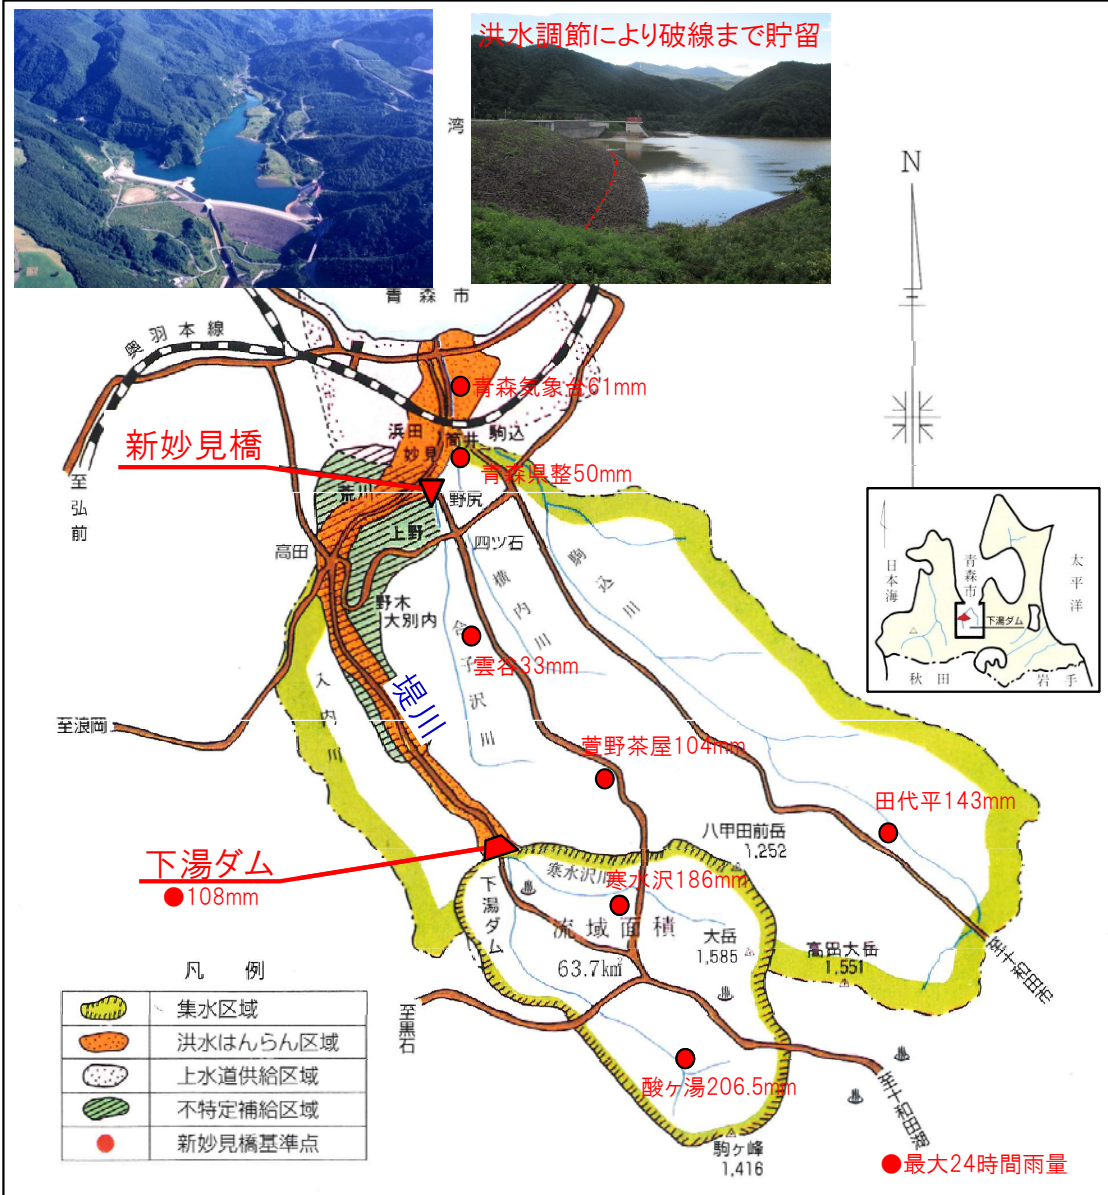 洪水調節により破線まで貯留
湾
青森市
N
奥羽本線
青森気象台61mm
浜田
筒井
駒込
妙見
新妙見橋
青森県整50mm
至弘前
荒川
野尻
上野
高田
四ツ石
横内川
駒込川
野木
大別内
合子沢川
雲谷33mm
入内川
堤川
至浪岡
菅野茶屋104mm
田代平143mm
八甲田前岳
1,252
下湯ダム
108mm
寒水沢川
寒水沢186mm
下湯ダム
流域面積
63.7km²
大岳
1,585
高田大岳
1,551
至十和田市
至黒石
酸ヶ湯206.5mm
至十和田湖
駒ヶ峰
1,416
最大24時間雨量
日本海
青森市
太平洋
下湯ダム
秋田
岩手
凡例
集水区域
洪水はんらん区域
上水道供給区域
不特定補給区域
新妙見橋基準点